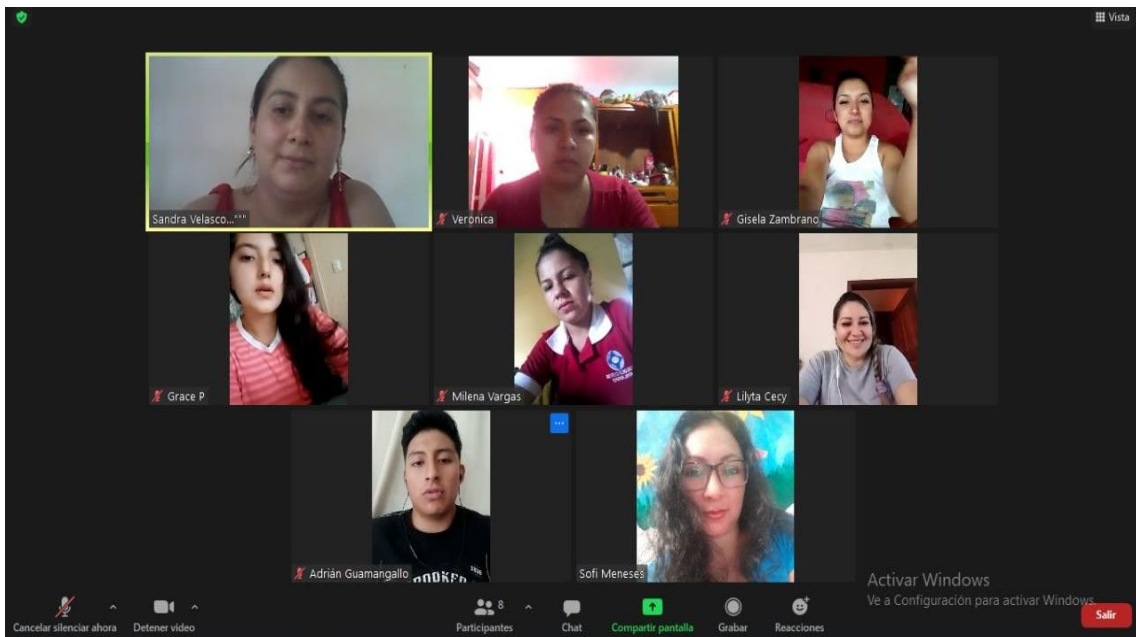 Vista
Sandra Velasco..."""
Veronica
Gisela Zambrano
Grace P
Milena Vargas
Lilyta Cecy
Adrián Guamangallo
Sofi Meneses
Activar Windows
Ve a Configuración para activar Windows.
Cancelar silenciar ahora
Detener video
Participantes
8
Chat
Compartir pantalla
Grabar
Reacciones
Salir